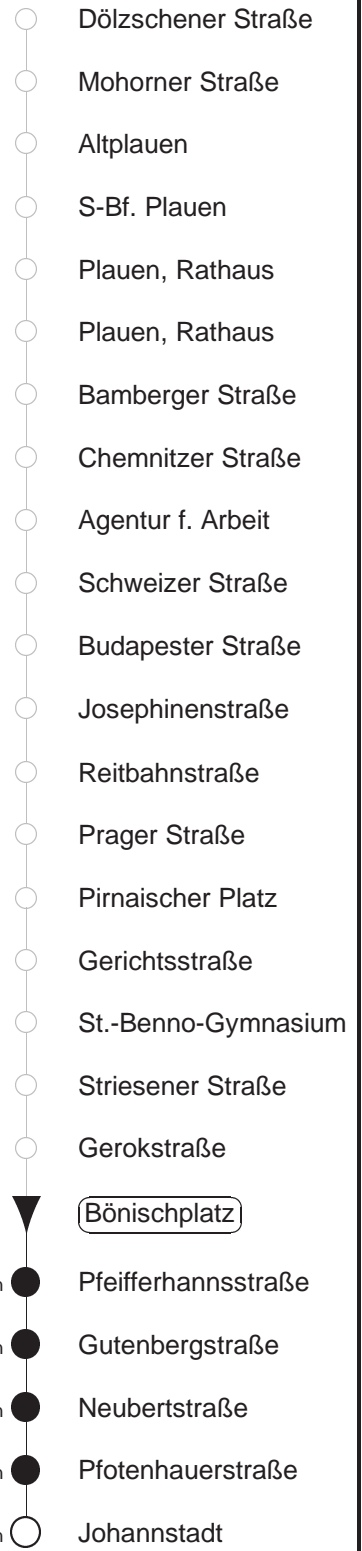 Dölzschener Straße
Mohorner Straße
Altplauen
S-Bf. Plauen
Plauen, Rathaus
Plauen, Rathaus
Bamberger Straße
Chemnitzer Straße
Agentur f. Arbeit
Schweizer Straße
Budapester Straße
Josephinenstraße
Reitbahnstraße
Prager Straße
Pirnaischer Platz
Gerichtsstraße
St.-Benno-Gymnasium
Striesener Straße
Gerokstraße
Bönischplatz
Pfeifferhannsstraße
Gutenbergstraße
Neubertstraße
Pfotenhauerstraße
Johannstadt